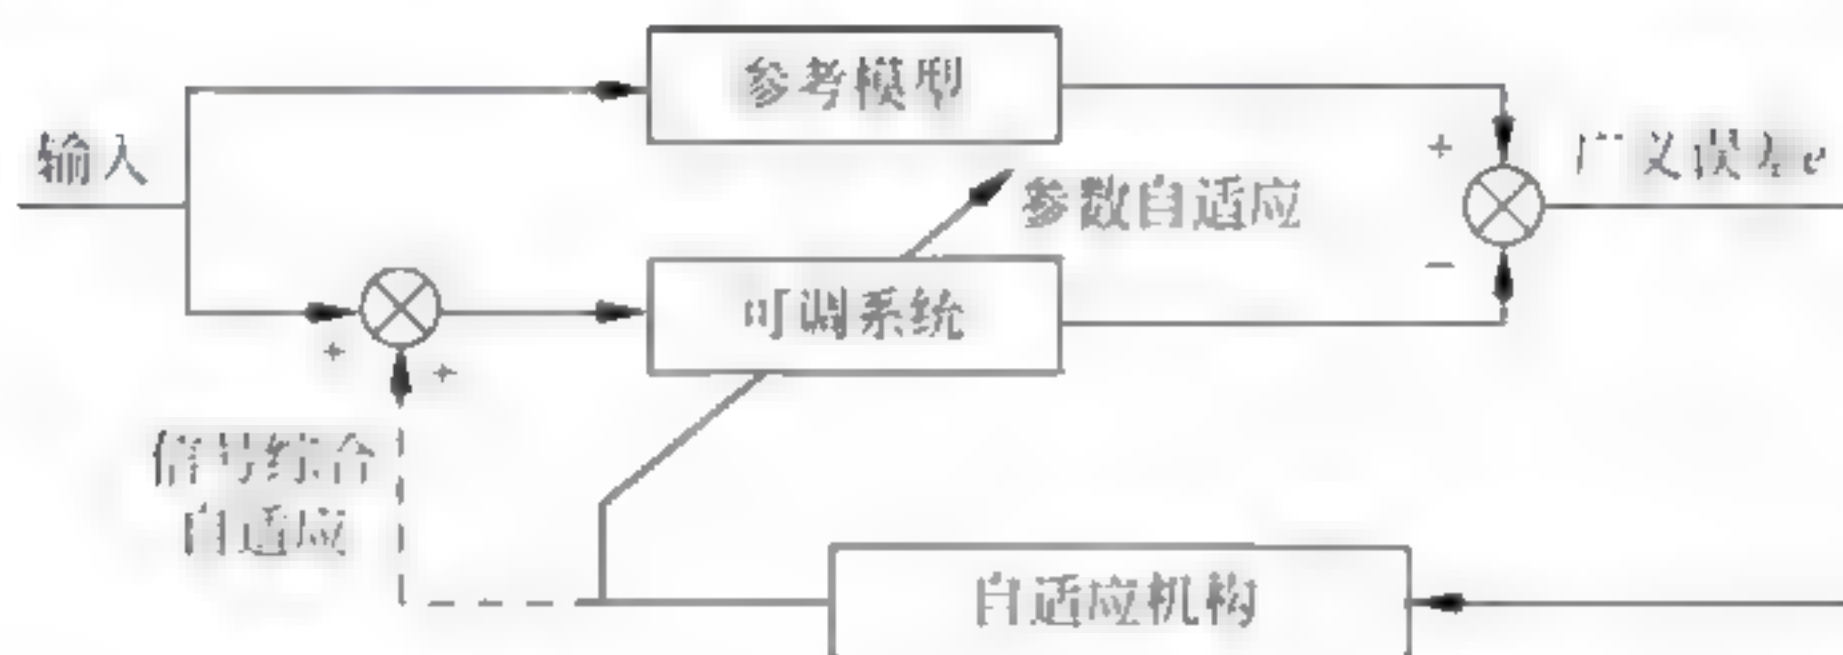 参考模型
输入
+
广义误差e
参数自适应
−
可调系统
+
+
信号综合
自适应
自适应机构